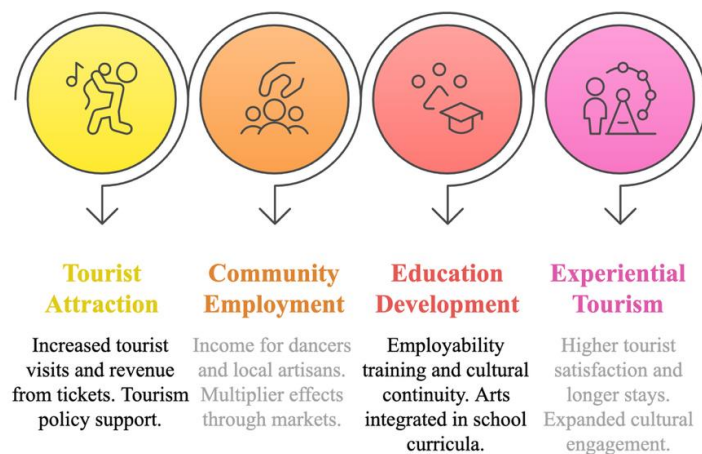 Tourist
Attraction
Increased tourist
visits and revenue
from tickets. Tourism
policy support.
Community
Employment
Income for dancers
and local artisans.
Multiplier effects
through markets.
Education
Development
Employability
training and cultural
continuity. Arts
integrated in school
curricula.
Experiential
Tourism
Higher tourist
satisfaction and
longer stays.
Expanded cultural
engagement.